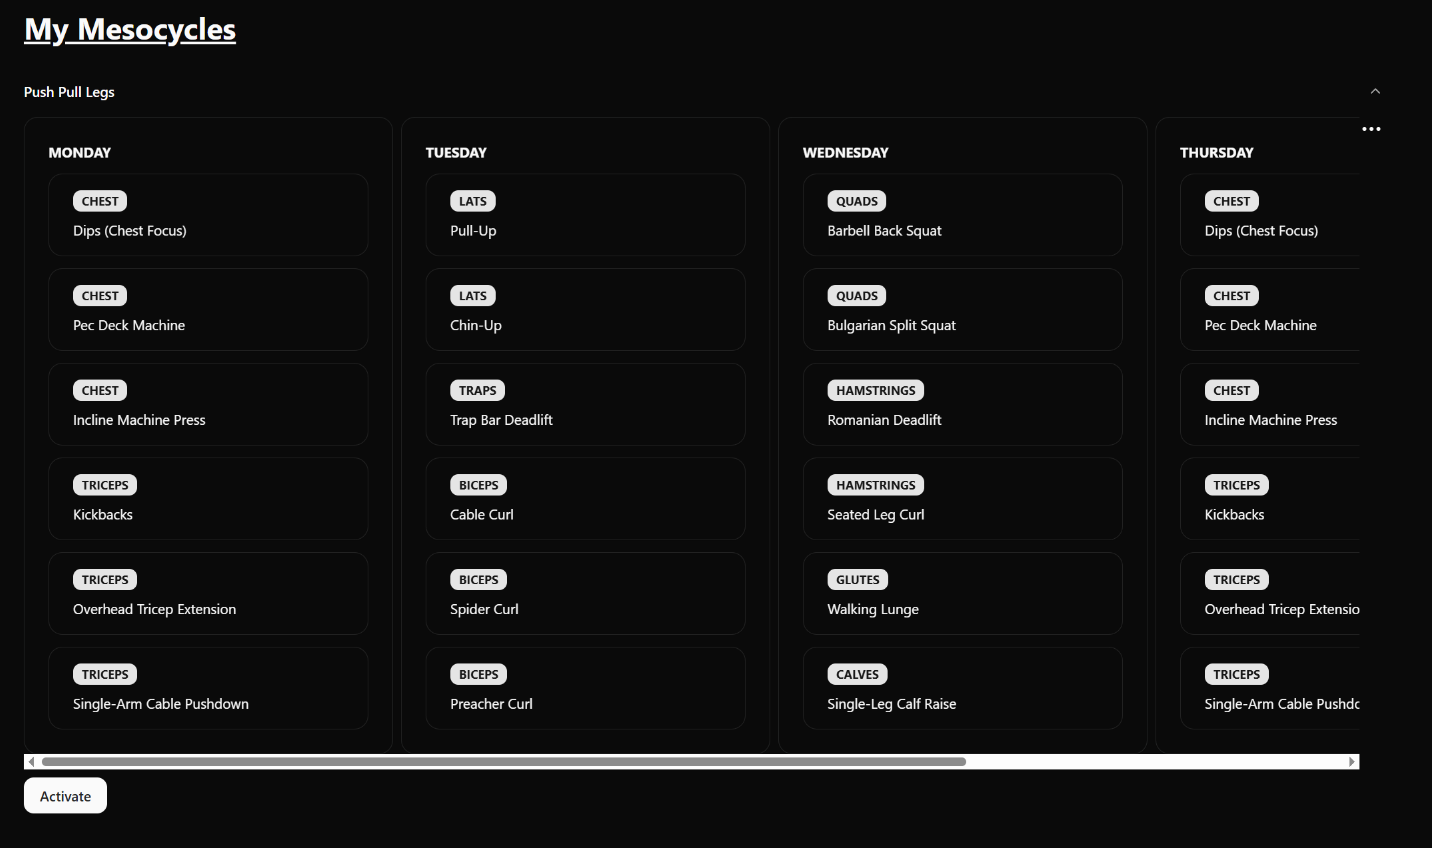 My Mesocycles
Push Pull Legs
MONDAY
CHEST
Dips (Chest Focus)
CHEST
Pec Deck Machine
CHEST
Incline Machine Press
TRICEPS
Kickbacks
TRICEPS
Overhead Tricep Extension
TRICEPS
Single-Arm Cable Pushdown
TUESDAY
LATS
Pull-Up
LATS
Chin-Up
TRAPS
Trap Bar Deadlift
BICEPS
Cable Curl
BICEPS
Spider Curl
BICEPS
Preacher Curl
WEDNESDAY
QUADS
Barbell Back Squat
QUADS
Bulgarian Split Squat
HAMSTRINGS
Romanian Deadlift
HAMSTRINGS
Seated Leg Curl
GLUTES
Walking Lunge
CALVES
Single-Leg Calf Raise
THURSDAY
CHEST
Dips (Chest Focus)
CHEST
Pec Deck Machine
CHEST
Incline Machine Press
TRICEPS
Kickbacks
TRICEPS
Overhead Tricep Extensio
TRICEPS
Single-Arm Cable Pushdc
Activate